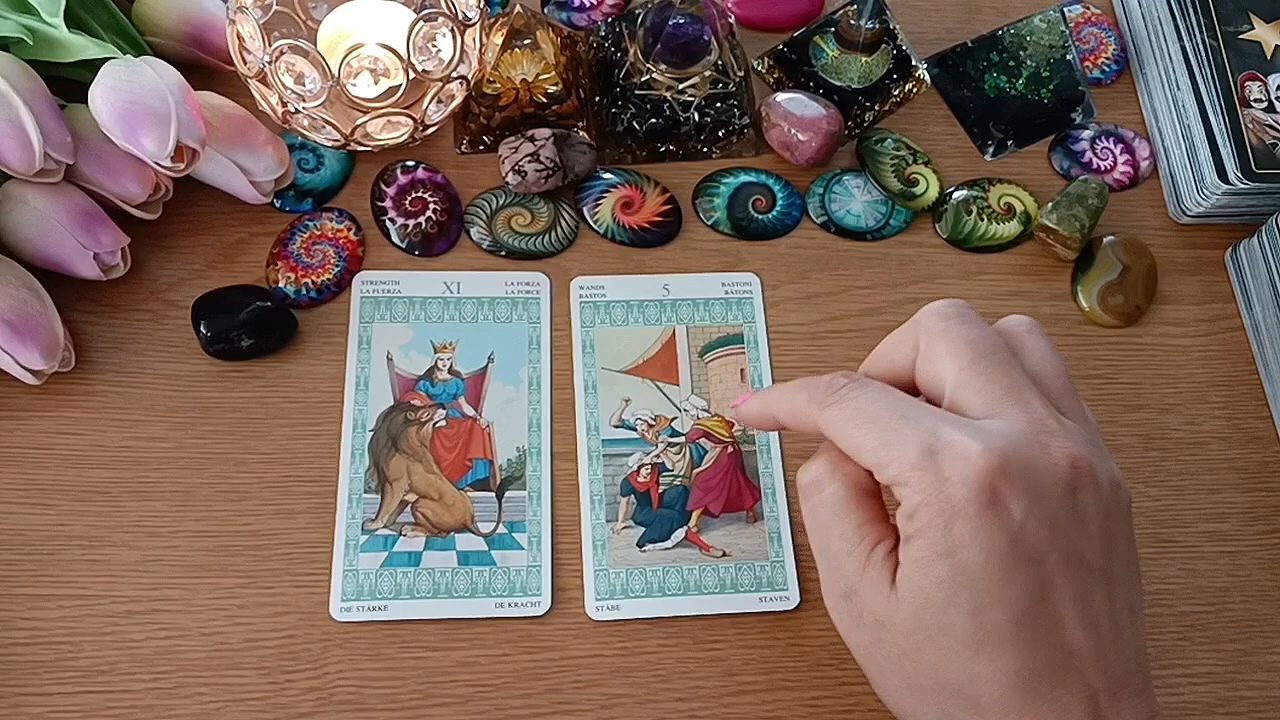 STRENGTH XI LA FORZA
LA FUERZA LA FORCE
DIE STÄRKE DE KRACHT
WANDS 5 BASTONI
BASTOS BÂTONS
STÄBE STAVEN